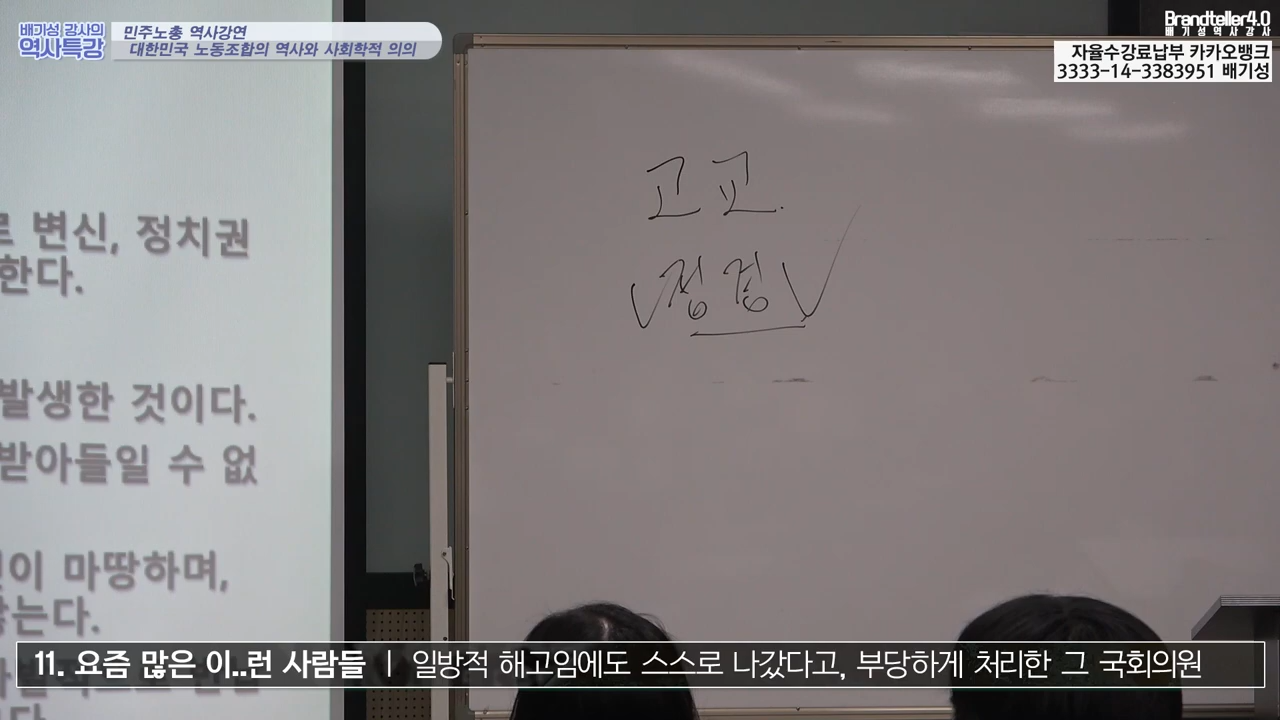 배기성 강사의
역사특강
민주노총 역사강연
대한민국 노동조합의 역사와 사회학적 의의
Brandteller4.0
배기성역사강사
자율수강료납부 카카오뱅크
3333-14-3383951 배기성
고교
정경
변신, 정치권
한다.
발생한 것이다.
받아들일 수 없
이 마땅하며,
는다.
11. 요즘 많은 이..런 사람들 | 일방적 해고임에도 스스로 나갔다고, 부당하게 처리한 그 국회의원